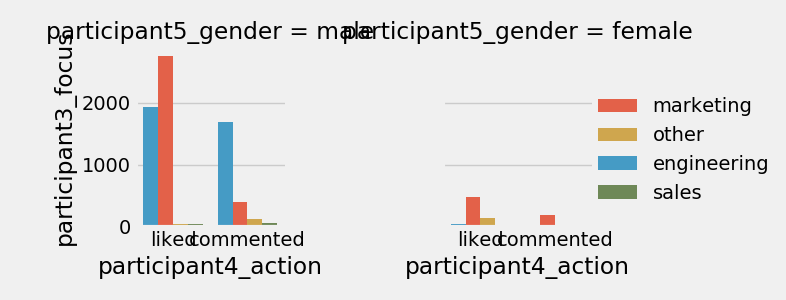 participant5_gender = male
participant5_gender = female
participant3_focus
2000
1000
0
liked
commented
participant4_action
liked
commented
participant4_action
marketing
other
engineering
sales